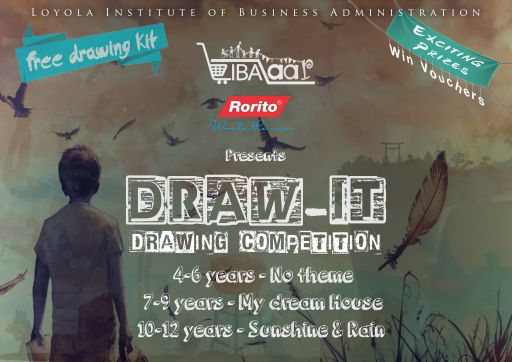 LOYOLA INSTITUTE OF BUSINESS ADMINISTRATION
free drawing kit
EXCITING
PRIZES
Win Vouchers
LIBAZaar
Rorito®
Presents
DRAW-IT
DRAWING COMPETITION
4-6 years - No theme
7-9 years - My dream House
10-12 years - Sunshine & Rain